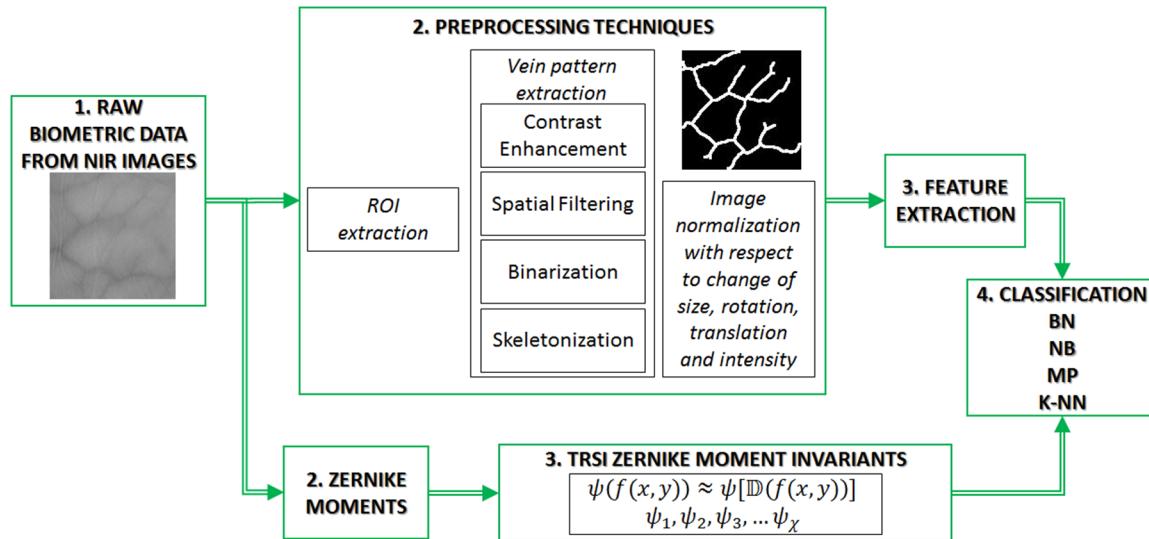 1. RAW
BIOMETRIC DATA
FROM NIR IMAGES
2. PREPROCESSING TECHNIQUES
ROI
extraction
Vein pattern
extraction
Contrast
Enhancement
Spatial Filtering
Binarization
Skeletonization
Image
normalization
with respect
to change of
size, rotation,
translation
and intensity
3. FEATURE
EXTRACTION
4. CLASSIFICATION
BN
NB
MP
K-NN
2. ZERNIKE
MOMENTS
3. TRSI ZERNIKE MOMENT INVARIANTS
𝜓(𝑓(𝑥, 𝑦)) ≈ 𝜓[𝔻(𝑓(𝑥, 𝑦))]
𝜓₁, 𝜓₂, 𝜓₃, … 𝜓ᵪ